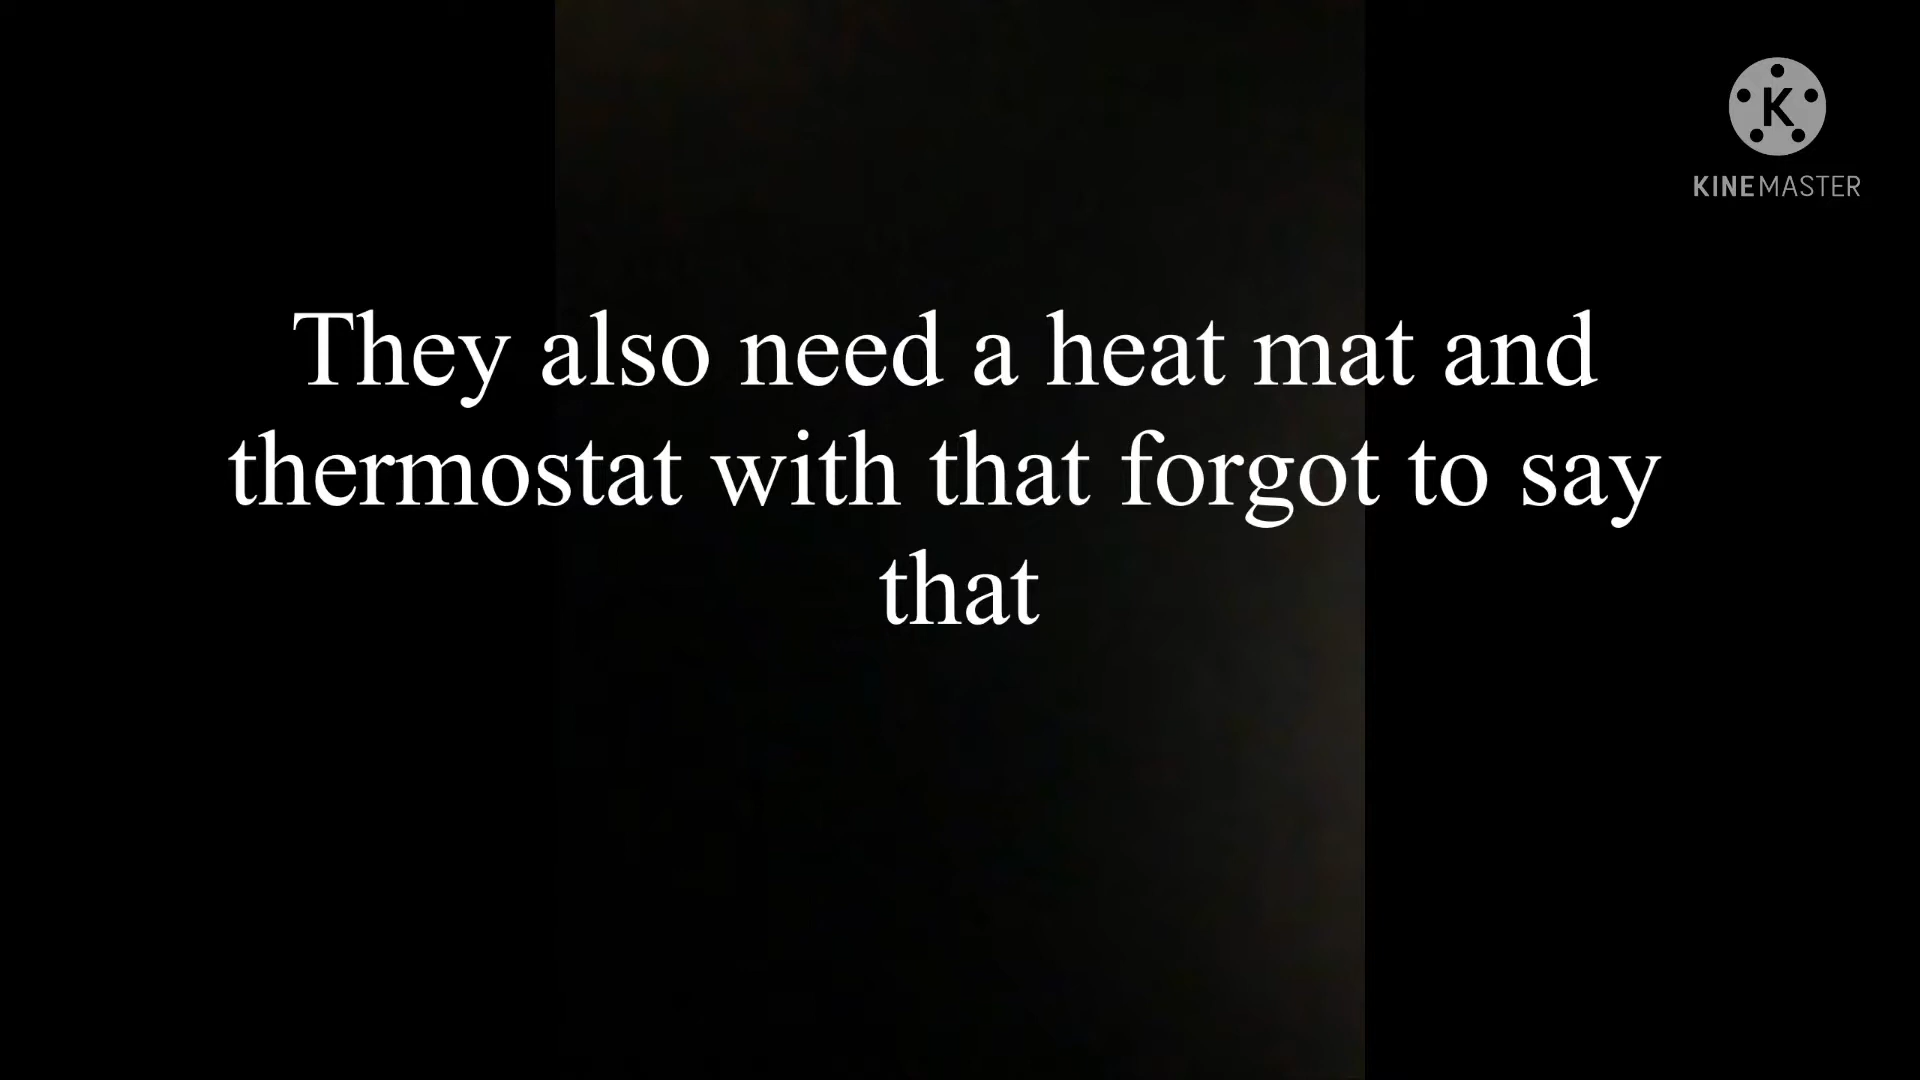 K
KINEMASTER
They also need a heat mat and
thermostat with that forgot to say
that